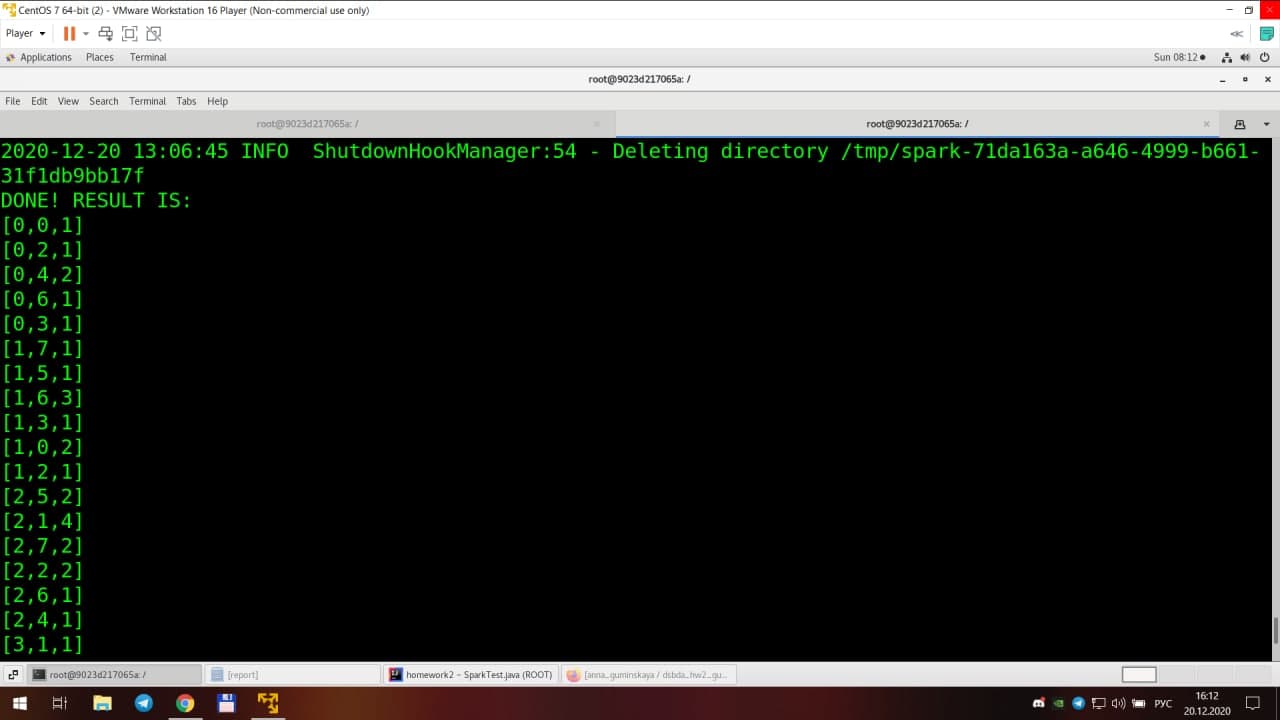 CentOS 7 64-bit (2) - VMware Workstation 16 Player (Non-commercial use only)
Player
Applications Places Terminal Sun 08:12
root@9023d217065a: /
File Edit View Search Terminal Tabs Help
root@9023d217065a: / root@9023d217065a: /
2020-12-20 13:06:45 INFO  ShutdownHookManager:54 - Deleting directory /tmp/spark-71da163a-a646-4999-b661-
31f1db9bb17f
DONE! RESULT IS:
[0,0,1]
[0,2,1]
[0,4,2]
[0,6,1]
[0,3,1]
[1,7,1]
[1,5,1]
[1,6,3]
[1,3,1]
[1,0,2]
[1,2,1]
[2,5,2]
[2,1,4]
[2,7,2]
[2,2,2]
[2,6,1]
[2,4,1]
[3,1,1]
root@9023d217065a: / [report] homework2 – SparkTest.java (ROOT) [anna_guminskaya / dsbda_hw2_gu...
РУС 16:12
20.12.2020